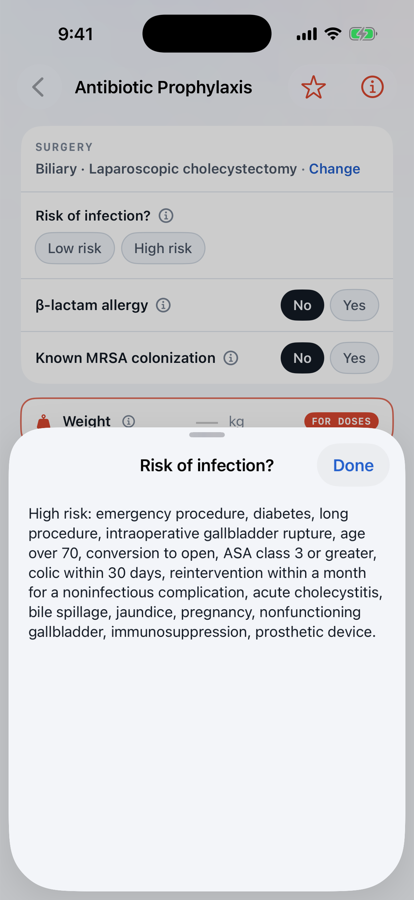 9:41
Antibiotic Prophylaxis
SURGERY
Biliary · Laparoscopic cholecystectomy · Change
Risk of infection?
Low risk High risk
β-lactam allergy No Yes
Known MRSA colonization No Yes
Weight kg FOR DOSES
Risk of infection? Done
High risk: emergency procedure, diabetes, long
procedure, intraoperative gallbladder rupture, age
over 70, conversion to open, ASA class 3 or greater,
colic within 30 days, reintervention within a month
for a noninfectious complication, acute cholecystitis,
bile spillage, jaundice, pregnancy, nonfunctioning
gallbladder, immunosuppression, prosthetic device.